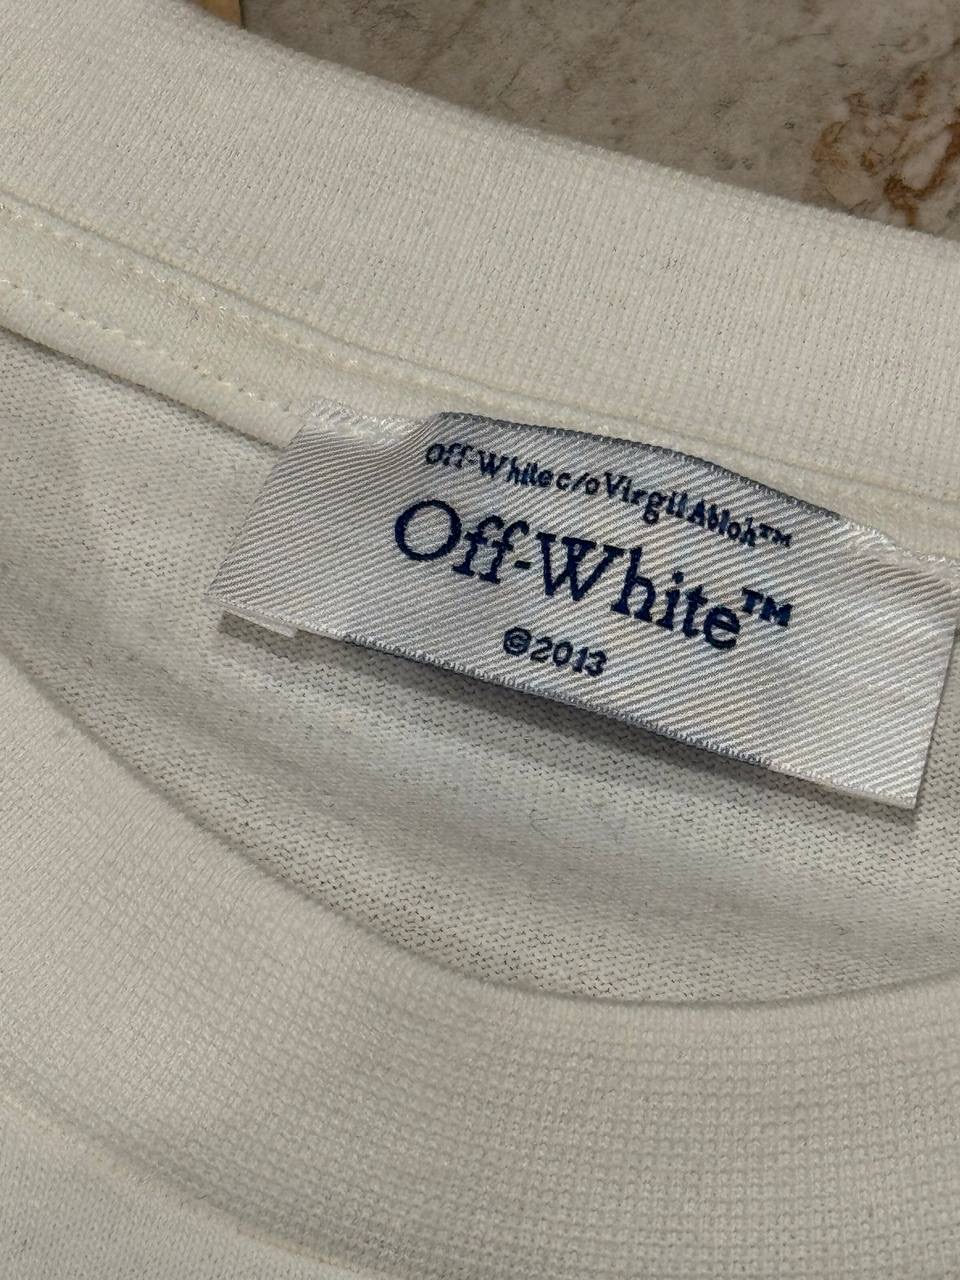 Off-White c/o Virgil Abloh™
Off-White™
©2013